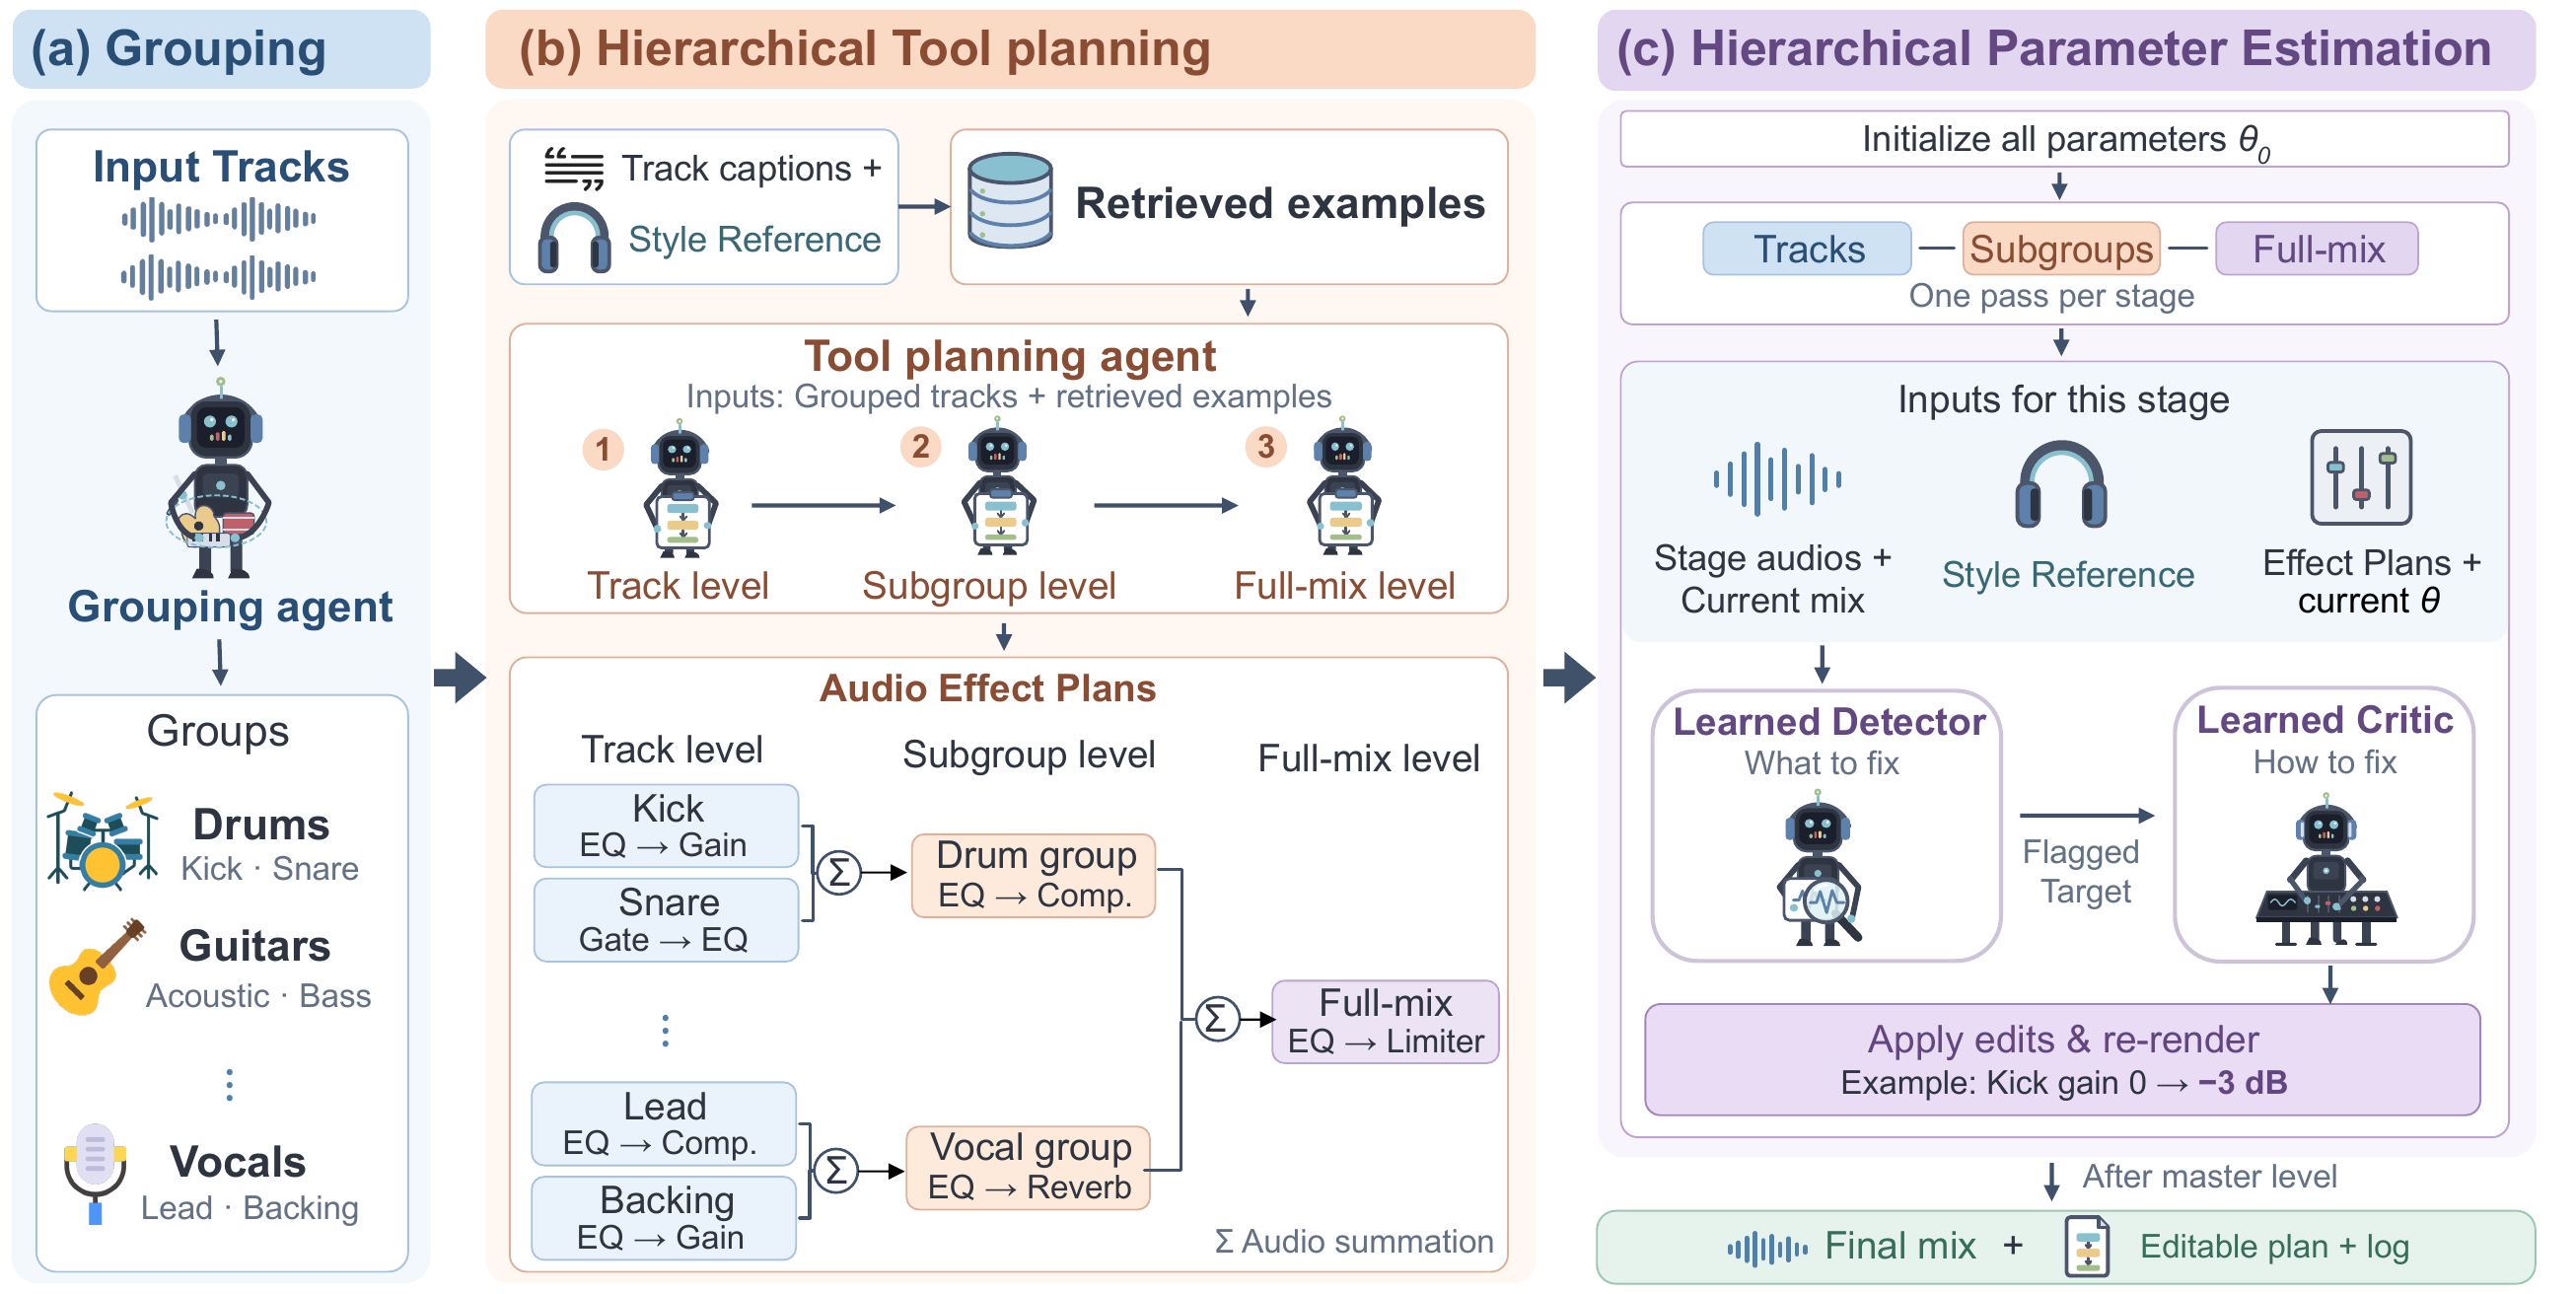 (a) Grouping
Input Tracks
Grouping agent
Groups
Drums
Kick · Snare
Guitars
Acoustic · Bass
Vocals
Lead · Backing
(b) Hierarchical Tool planning
Track captions +
Style Reference
Retrieved examples
Tool planning agent
Inputs: Grouped tracks + retrieved examples
1
2
3
Track level
Subgroup level
Full-mix level
Audio Effect Plans
Track level
Subgroup level
Full-mix level
Kick
EQ → Gain
Snare
Gate → EQ
Σ
Drum group
EQ → Comp.
Σ
Full-mix
EQ → Limiter
Lead
EQ → Comp.
Backing
EQ → Gain
Σ
Vocal group
EQ → Reverb
Σ Audio summation
(c) Hierarchical Parameter Estimation
Initialize all parameters θ₀
Tracks
Subgroups
Full-mix
One pass per stage
Inputs for this stage
Stage audios +
Current mix
Style Reference
Effect Plans +
current θ
Learned Detector
What to fix
Flagged
Target
Learned Critic
How to fix
Apply edits & re-render
Example: Kick gain 0 → −3 dB
After master level
Final mix + Editable plan + log